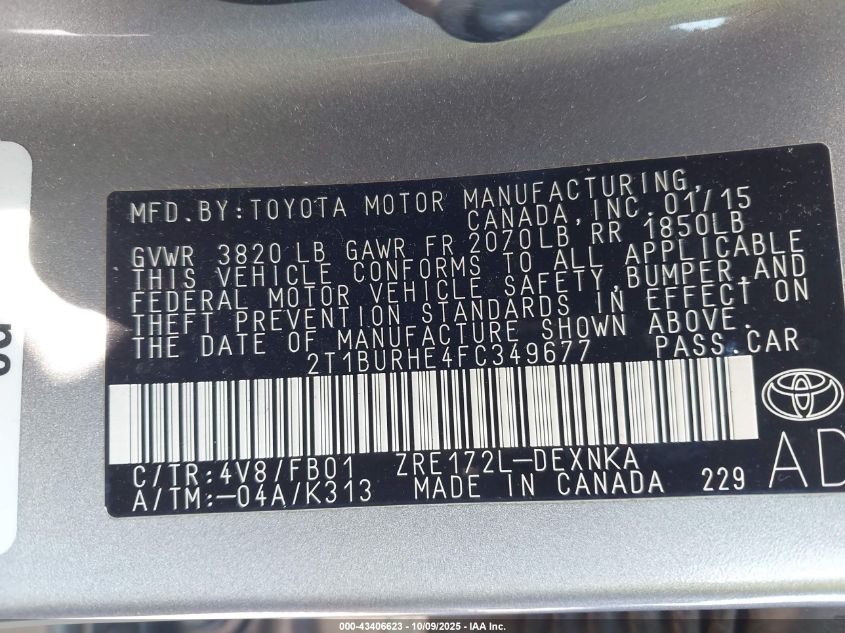 MFD.BY:TOYOTA MOTOR MANUFACTURING,
CANADA,INC. 01/15
GVWR 3820 LB GAWR FR 2070LB RR 1850LB
THIS VEHICLE CONFORMS TO ALL APPLICABLE
FEDERAL MOTOR VEHICLE SAFETY,BUMPER,AND
THEFT PREVENTION STANDARDS IN EFFECT ON
THE DATE OF MANUFACTURE SHOWN ABOVE.
2T1BURHE4FC349677 PASS.CAR
C/TR:4V8/FB01 ZRE172L-DEXNKA
A/TM:-04A/K313 MADE IN CANADA 229
AD
000-43406623 - 10/09/2025 - IAA Inc.